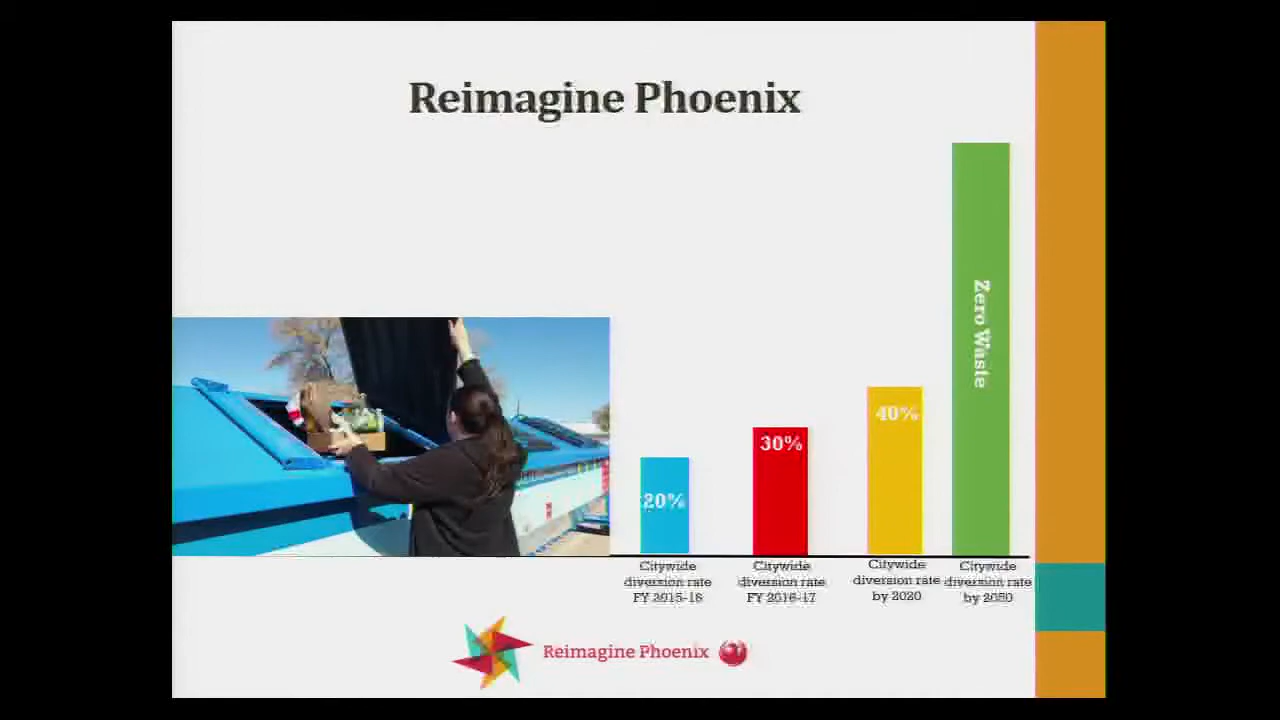 Reimagine Phoenix
Zero Waste
40%
30%
20%
Citywide
diversion rate
FY 2015-16
Citywide
diversion rate
FY 2016-17
Citywide
diversion rate
by 2020
Citywide
diversion rate
by 2050
Reimagine Phoenix